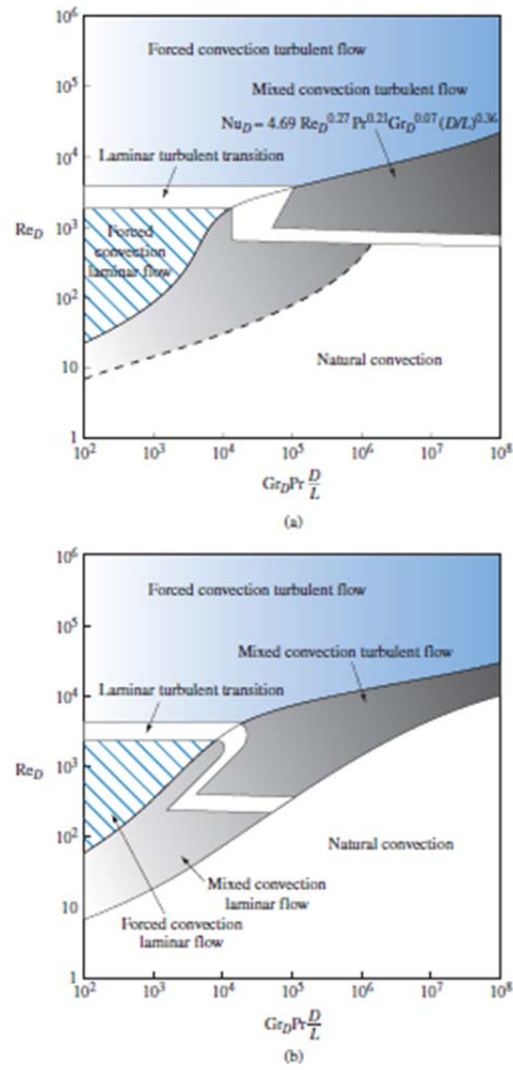 10⁶
Forced convection turbulent flow
10⁵
Mixed convection turbulent flow
Nu_D = 4.69 Re_D^0.27 Pr^0.21 Gr_D^0.07 (D/L)^0.36
10⁴
Laminar turbulent transition
Re_D
10³
Forced
convection
laminar flow
10²
10
Natural convection
1
10² 10³ 10⁴ 10⁵ 10⁶ 10⁷ 10⁸
Gr_D Pr D/L
(a)
10⁶
Forced convection turbulent flow
10⁵
Mixed convection turbulent flow
10⁴
Laminar turbulent transition
Re_D
10³
10²
Natural convection
Mixed convection
laminar flow
10
Forced convection
laminar flow
1
10² 10³ 10⁴ 10⁵ 10⁶ 10⁷ 10⁸
Gr_D Pr D/L
(b)